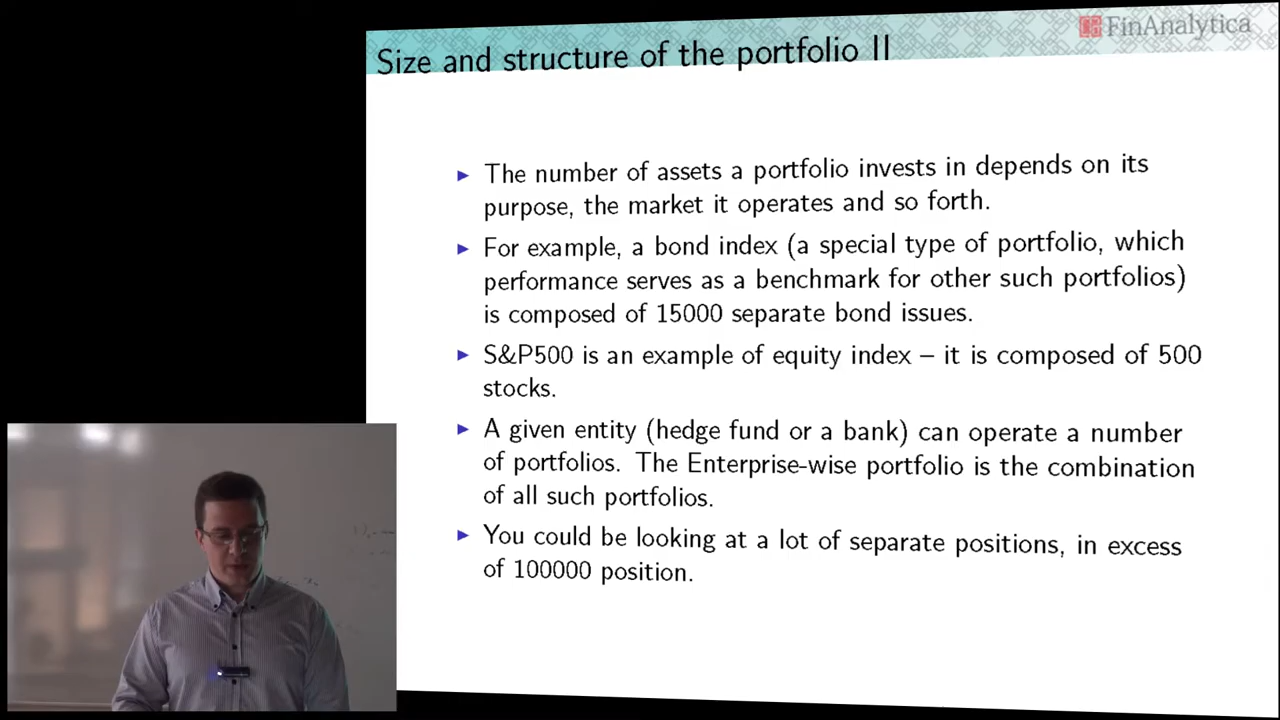 FinAnalytica
Size and structure of the portfolio II
▶ The number of assets a portfolio invests in depends on its
purpose, the market it operates and so forth.
▶ For example, a bond index (a special type of portfolio, which
performance serves as a benchmark for other such portfolios)
is composed of 15000 separate bond issues.
▶ S&P500 is an example of equity index – it is composed of 500
stocks.
▶ A given entity (hedge fund or a bank) can operate a number
of portfolios. The Enterprise-wise portfolio is the combination
of all such portfolios.
▶ You could be looking at a lot of separate positions, in excess
of 100000 position.